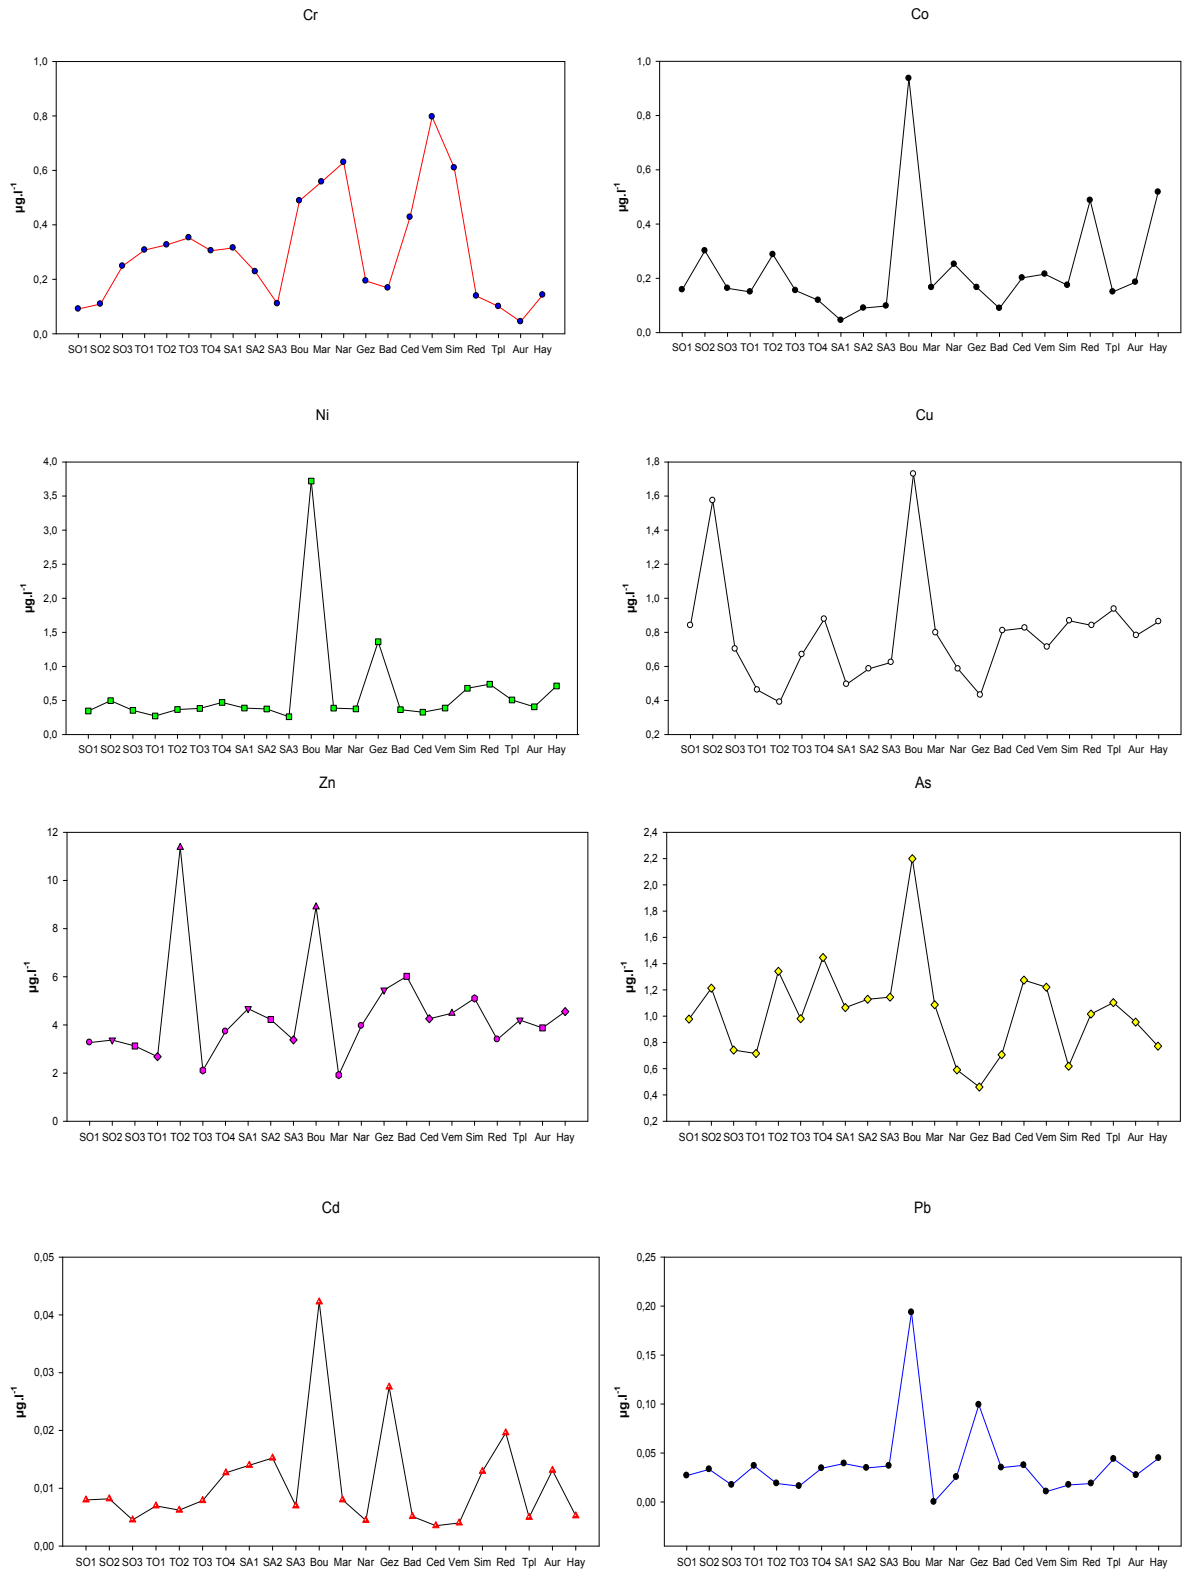 Cr
1,0
0,8
0,6
0,4
0,2
0,0
µg.l-1
SO1 SO2 SO3 TO1 TO2 TO3 TO4 SA1 SA2 SA3 Bou Mar Nar Gez Bad Ced Vem Sim Red Tpl Aur Hay
Co
1,0
0,8
0,6
0,4
0,2
0,0
µg.l-1
SO1 SO2 SO3 TO1 TO2 TO3 TO4 SA1 SA2 SA3 Bou Mar Nar Gez Bad Ced Vem Sim Red Tpl Aur Hay
Ni
4,0
3,5
3,0
2,5
2,0
1,5
1,0
0,5
0,0
µg.l-1
SO1 SO2 SO3 TO1 TO2 TO3 TO4 SA1 SA2 SA3 Bou Mar Nar Gez Bad Ced Vem Sim Red Tpl Aur Hay
Cu
1,8
1,6
1,4
1,2
1,0
0,8
0,6
0,4
0,2
µg.l-1
SO1 SO2 SO3 TO1 TO2 TO3 TO4 SA1 SA2 SA3 Bou Mar Nar Gez Bad Ced Vem Sim Red Tpl Aur Hay
Zn
12
10
8
6
4
2
0
µg.l-1
SO1 SO2 SO3 TO1 TO2 TO3 TO4 SA1 SA2 SA3 Bou Mar Nar Gez Bad Ced Vem Sim Red Tpl Aur Hay
As
2,4
2,2
2,0
1,8
1,6
1,4
1,2
1,0
0,8
0,6
0,4
0,2
µg.l-1
SO1 SO2 SO3 TO1 TO2 TO3 TO4 SA1 SA2 SA3 Bou Mar Nar Gez Bad Ced Vem Sim Red Tpl Aur Hay
Cd
0,05
0,04
0,03
0,02
0,01
0,00
µg.l-1
SO1 SO2 SO3 TO1 TO2 TO3 TO4 SA1 SA2 SA3 Bou Mar Nar Gez Bad Ced Vem Sim Red Tpl Aur Hay
Pb
0,25
0,20
0,15
0,10
0,05
0,00
µg.l-1
SO1 SO2 SO3 TO1 TO2 TO3 TO4 SA1 SA2 SA3 Bou Mar Nar Gez Bad Ced Vem Sim Red Tpl Aur Hay